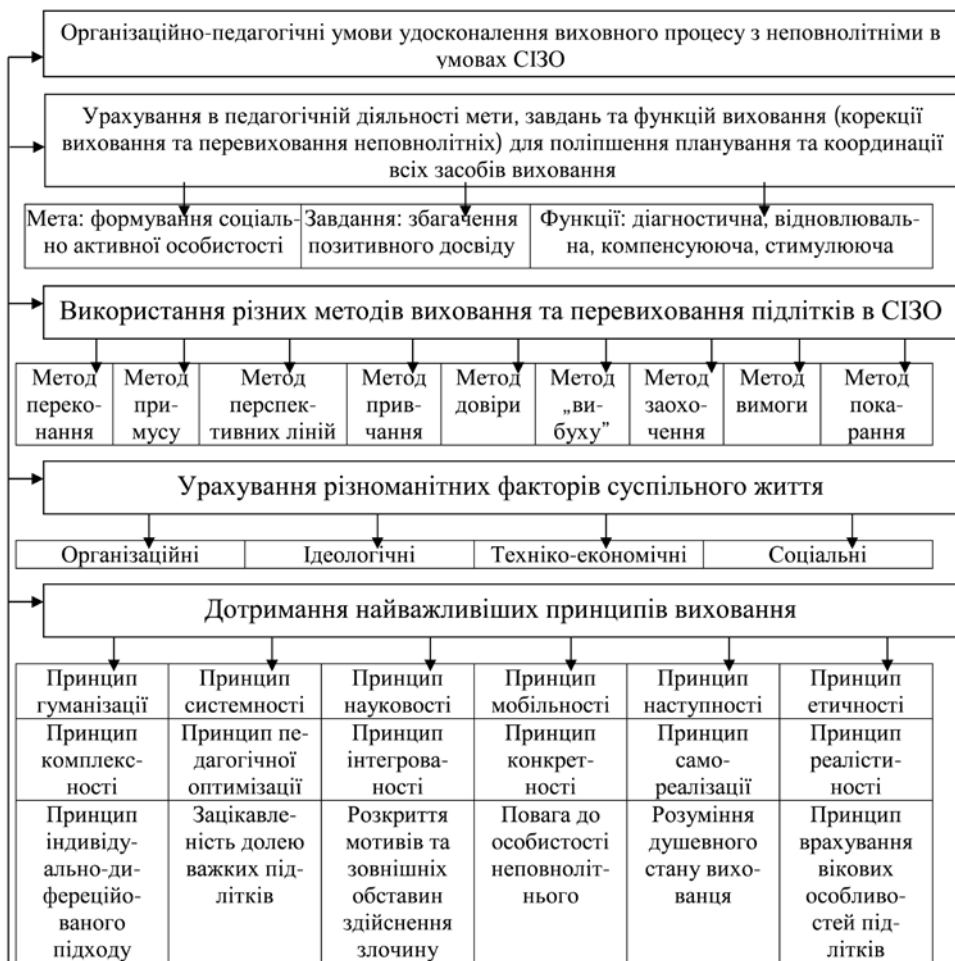 Організаційно-педагогічні умови удосконалення виховного процесу з неповнолітніми в
умовах СІЗО
Урахування в педагогічній діяльності мети, завдань та функцій виховання (корекції
виховання та перевиховання неповнолітніх) для поліпшення планування та координації
всіх засобів виховання
Мета: формування соціаль-
но активної особистості
Завдання: збагачення
позитивного досвіду
Функції: діагностична, відновлюваль-
на, компенсуююча, стимулююча
Використання різних методів виховання та перевиховання підлітків в СІЗО
Метод
переко-
нання
Метод
при-
мусу
Метод
перспек-
тивних ліній
Метод
прив-
чання
Метод
довіри
Метод
„ви-
буху”
Метод
заохо-
чення
Метод
вимоги
Метод
пока-
рання
Урахування різноманітних факторів суспільного життя
Організаційні
Ідеологічні
Техніко-економічні
Соціальні
Дотримання найважливіших принципів виховання
Принцип
гуманізації
Принцип
системності
Принцип
науковості
Принцип
мобільності
Принцип
наступності
Принцип
етичності
Принцип
комплекс-
ності
Принцип пе-
дагогічної
оптимізації
Принцип
інтегрова-
ності
Принцип
конкрет-
ності
Принцип
само-
реалізації
Принцип
реалісти-
ності
Принцип
індивіду-
ально-ди-
фереційо-
ваного
підходу
Зацікавле-
ність долею
важких під-
літків
Розкриття
мотивів та
зовнішніх
обставин
здійснення
злочину
Повага до
особистості
неповноліт-
нього
Розуміння
душевного
стану вихо-
ванця
Принцип
врахування
вікових
особливо-
стей під-
літків